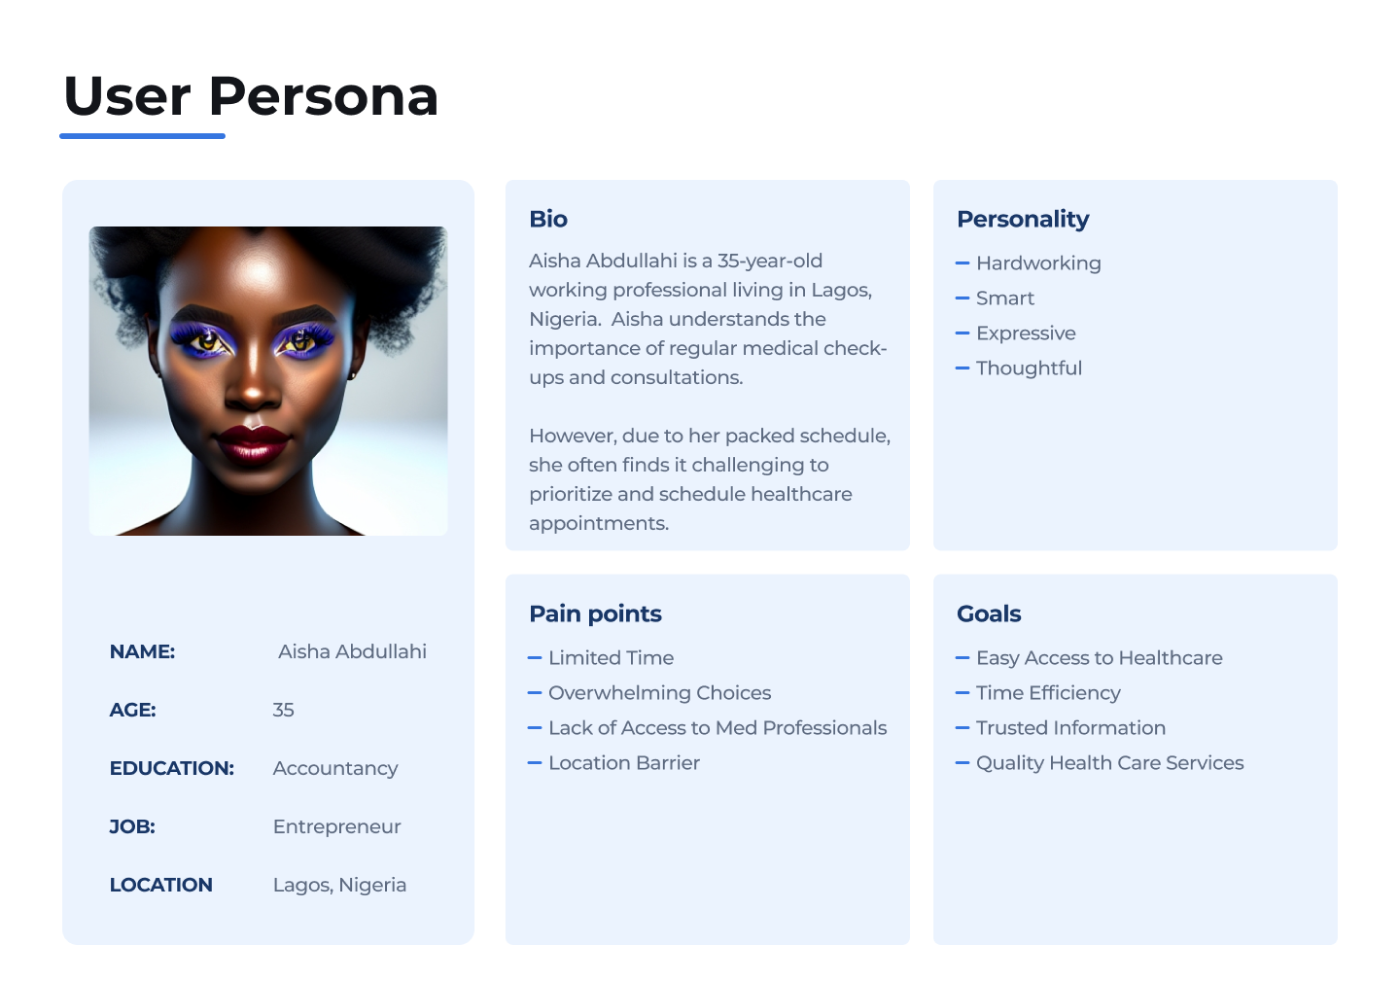 User Persona
NAME: Aisha Abdullahi
AGE: 35
EDUCATION: Accountancy
JOB: Entrepreneur
LOCATION Lagos, Nigeria
Bio
Aisha Abdullahi is a 35-year-old
working professional living in Lagos,
Nigeria.  Aisha understands the
importance of regular medical check-
ups and consultations.
However, due to her packed schedule,
she often finds it challenging to
prioritize and schedule healthcare
appointments.
Personality
Hardworking
Smart
Expressive
Thoughtful
Pain points
Limited Time
Overwhelming Choices
Lack of Access to Med Professionals
Location Barrier
Goals
Easy Access to Healthcare
Time Efficiency
Trusted Information
Quality Health Care Services